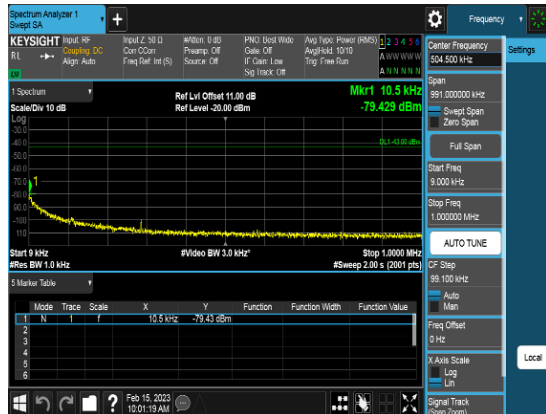 Spectrum Analyzer 1
Swept SA
+
Frequency
KEYSIGHT
RL
Input: RF
Coupling: DC
Align: Auto
Input Z: 50 Ω
Corr CCorr
Freq Ref: Int (S)
#Atten: 0 dB
Preamp: Off
Source: Off
PNO: Best Wide
Gate: Off
IF Gain: Low
Sig Track: Off
Avg Type: Power (RMS)
Avg|Hold: 10/10
Trig: Free Run
1 2 3 4 5 6
A W W W W W
A N N N N N
1 Spectrum
Scale/Div 10 dB
Log
Ref Lvl Offset 11.00 dB
Ref Level -20.00 dBm
Mkr1 10.5 kHz
-79.429 dBm
-30.0
-40.0
-50.0
-60.0
-70.0
-80.0
-90.0
-100
-110
DL1 -43.00 dBm
1
Start 9 kHz
#Res BW 1.0 kHz
#Video BW 3.0 kHz*
Stop 1.0000 MHz
#Sweep 2.00 s (2001 pts)
5 Marker Table
Mode Trace Scale X Y Function Function Width Function Value
1 N 1 f 10.5 kHz -79.43 dBm
2
3
4
5
6
Feb 15, 2023
10:01:19 AM
?
Center Frequency
504.500 kHz
Settings
Span
991.000000 kHz
Swept Span
Zero Span
Full Span
Start Freq
9.000 kHz
Stop Freq
1.000000 MHz
AUTO TUNE
CF Step
99.100 kHz
Auto
Man
Freq Offset
0 Hz
X Axis Scale
Log
Lin
Local
Signal Track
(Span Zoom)